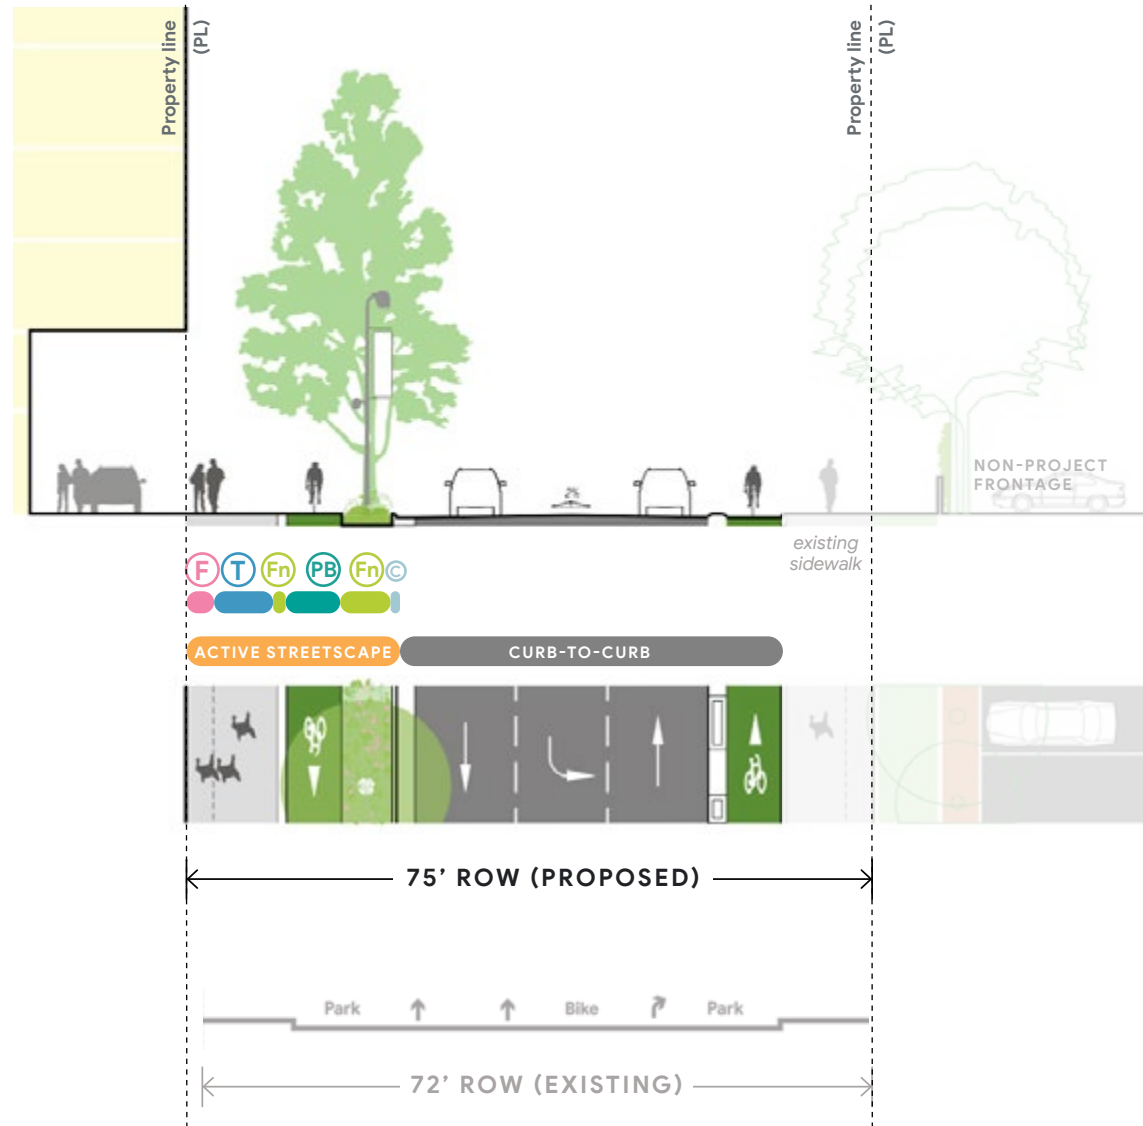 Property line
(PL)
Property line
(PL)
2%
NON-PROJECT
FRONTAGE
existing
sidewalk
F T Fn PB Fn C
ACTIVE STREETSCAPE
CURB-TO-CURB
75’ ROW (PROPOSED)
Park Bike Park
72’ ROW (EXISTING)